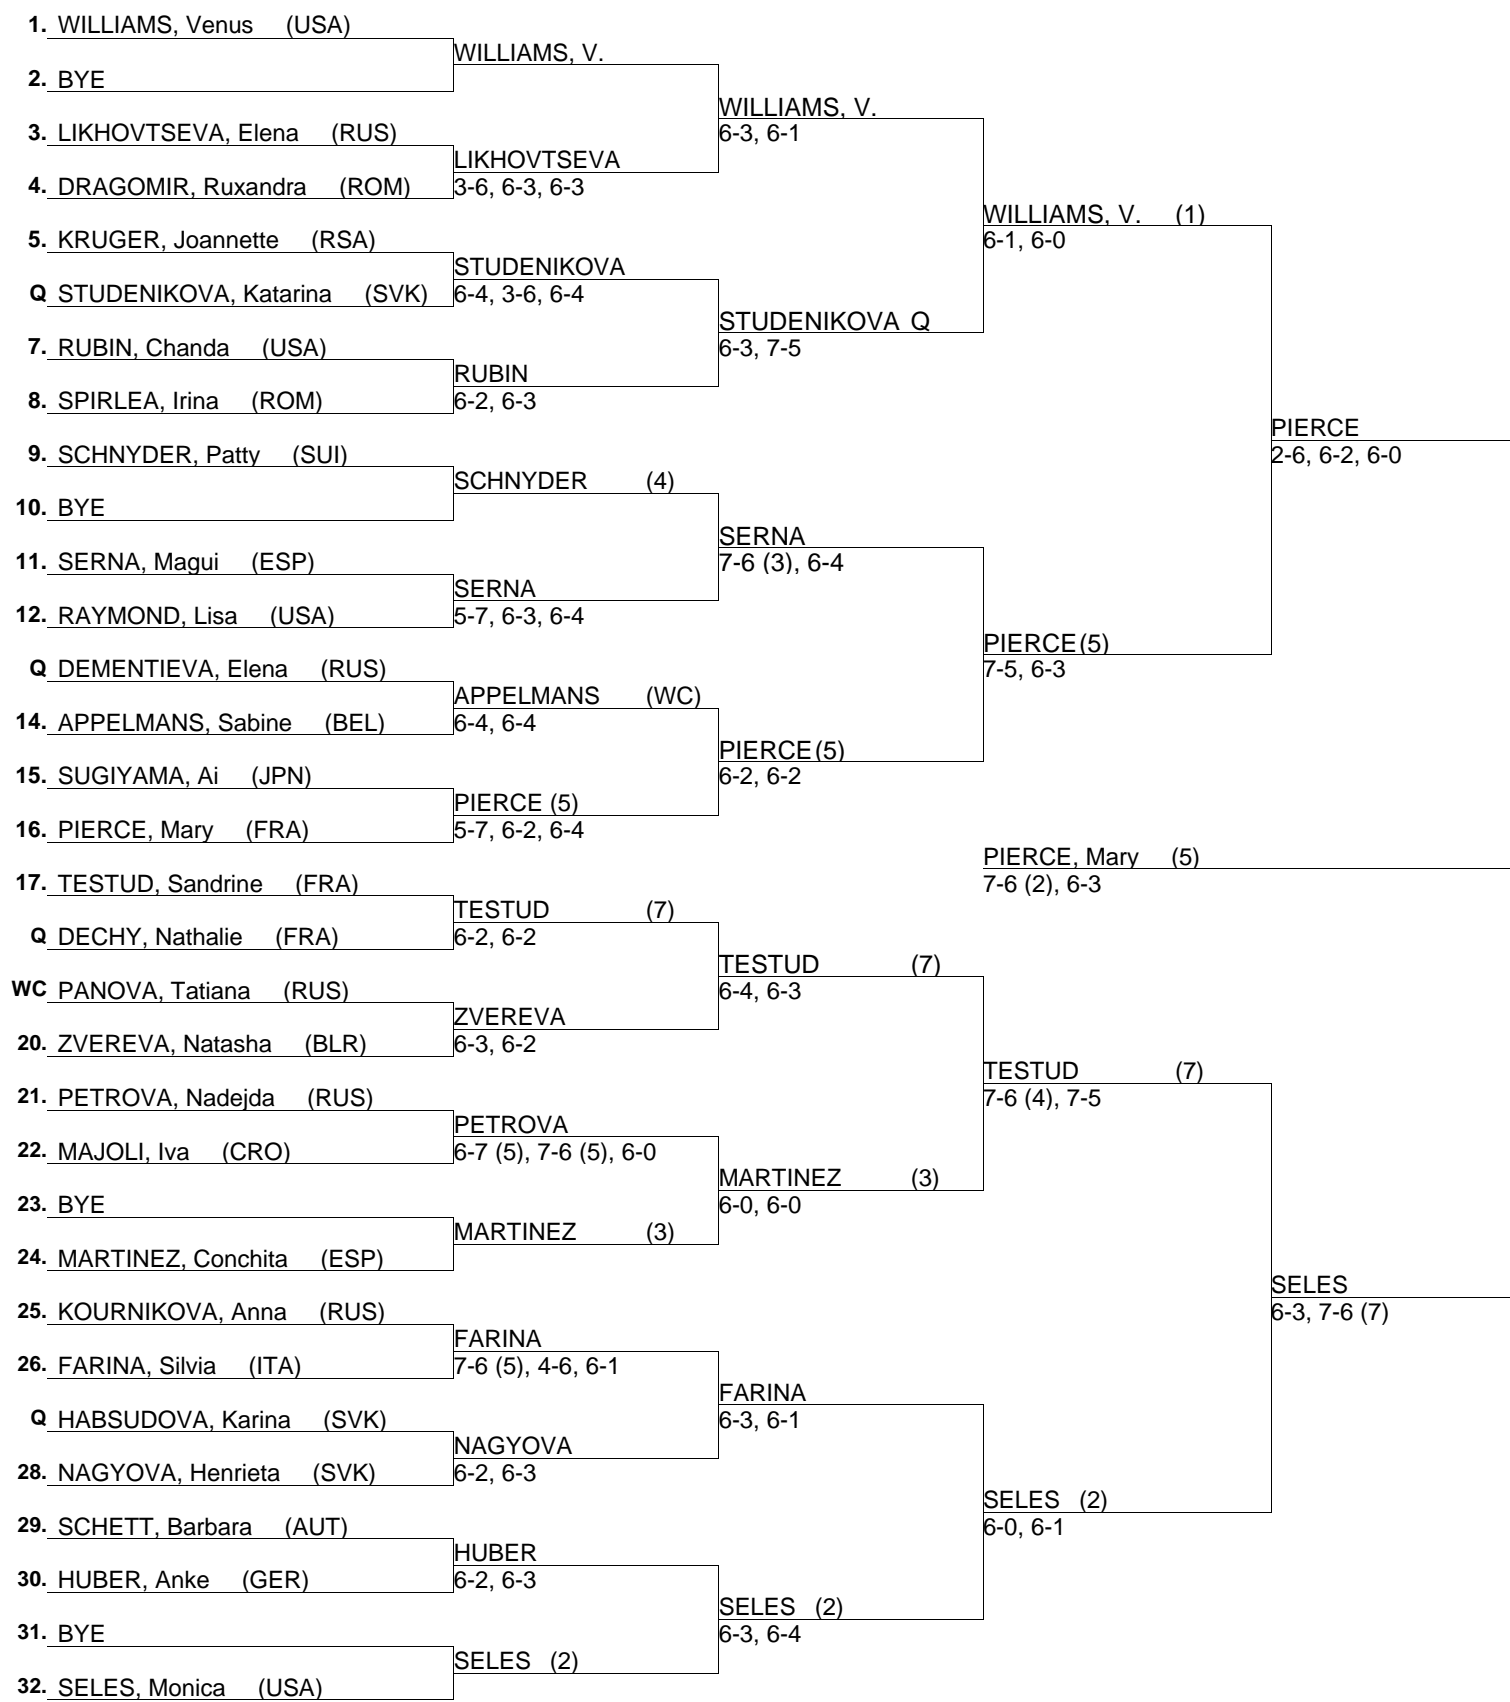 1. WILLIAMS, Venus (USA)
WILLIAMS, V.
2. BYE
WILLIAMS, V.
6-3, 6-1
3. LIKHOVTSEVA, Elena (RUS)
LIKHOVTSEVA
3-6, 6-3, 6-3
4. DRAGOMIR, Ruxandra (ROM)
WILLIAMS, V. (1)
6-1, 6-0
5. KRUGER, Joannette (RSA)
STUDENIKOVA
6-4, 3-6, 6-4
Q STUDENIKOVA, Katarina (SVK)
STUDENIKOVA Q
6-3, 7-5
7. RUBIN, Chanda (USA)
RUBIN
6-2, 6-3
8. SPIRLEA, Irina (ROM)
PIERCE
2-6, 6-2, 6-0
9. SCHNYDER, Patty (SUI)
SCHNYDER (4)
10. BYE
SERNA
7-6 (3), 6-4
11. SERNA, Magui (ESP)
SERNA
5-7, 6-3, 6-4
12. RAYMOND, Lisa (USA)
PIERCE (5)
7-5, 6-3
Q DEMENTIEVA, Elena (RUS)
APPELMANS (WC)
6-4, 6-4
14. APPELMANS, Sabine (BEL)
PIERCE (5)
6-2, 6-2
15. SUGIYAMA, Ai (JPN)
PIERCE (5)
5-7, 6-2, 6-4
16. PIERCE, Mary (FRA)
PIERCE, Mary (5)
7-6 (2), 6-3
17. TESTUD, Sandrine (FRA)
TESTUD (7)
6-2, 6-2
Q DECHY, Nathalie (FRA)
TESTUD (7)
6-4, 6-3
WC PANOVA, Tatiana (RUS)
ZVEREVA
6-3, 6-2
20. ZVEREVA, Natasha (BLR)
TESTUD (7)
7-6 (4), 7-5
21. PETROVA, Nadejda (RUS)
PETROVA
6-7 (5), 7-6 (5), 6-0
22. MAJOLI, Iva (CRO)
MARTINEZ (3)
6-0, 6-0
23. BYE
MARTINEZ (3)
24. MARTINEZ, Conchita (ESP)
SELES
6-3, 7-6 (7)
25. KOURNIKOVA, Anna (RUS)
FARINA
7-6 (5), 4-6, 6-1
26. FARINA, Silvia (ITA)
FARINA
6-3, 6-1
Q HABSUDOVA, Karina (SVK)
NAGYOVA
6-2, 6-3
28. NAGYOVA, Henrieta (SVK)
SELES (2)
6-0, 6-1
29. SCHETT, Barbara (AUT)
HUBER
6-2, 6-3
30. HUBER, Anke (GER)
SELES (2)
6-3, 6-4
31. BYE
SELES (2)
32. SELES, Monica (USA)